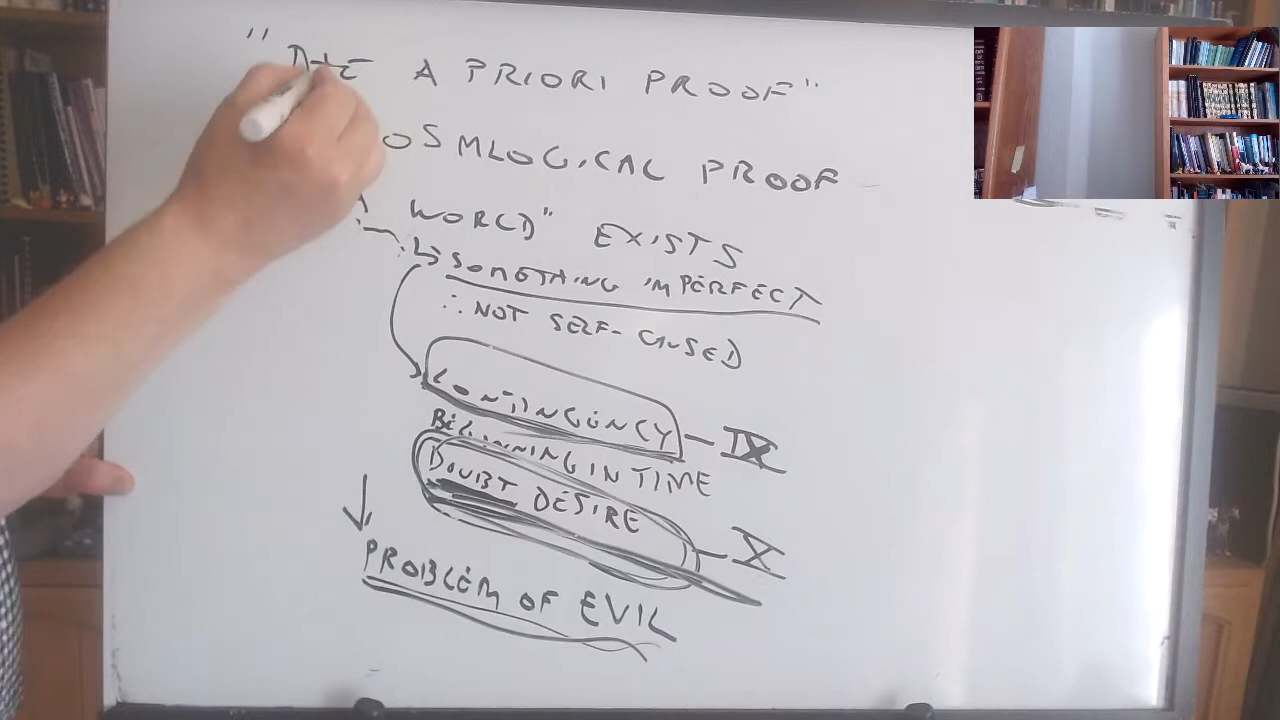 " THE A PRIORI PROOF"
OSMLOGICAL PROOF
A WORLD" EXISTS
SOMETHING IMPERFECT
∴ NOT SELF-CAUSED
CONTINGENCY - IX
BEGINNING IN TIME
DOUBT DESIRE - X
PROBLEM OF EVIL